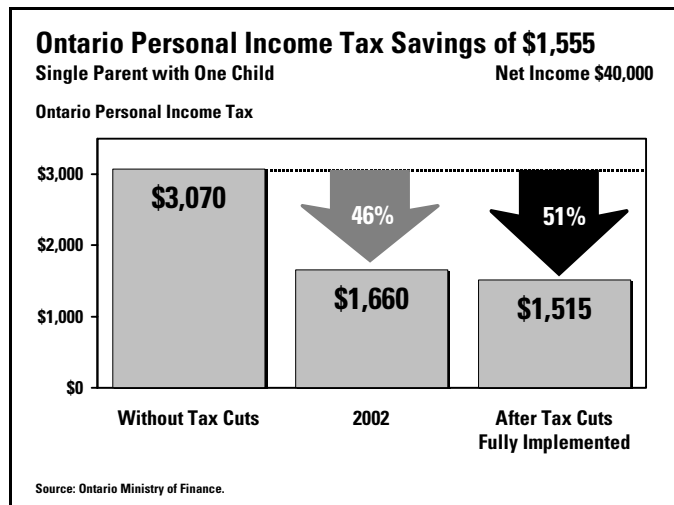 Ontario Personal Income Tax Savings of $1,555
Single Parent with One Child Net Income $40,000
Ontario Personal Income Tax
$3,000
$2,000
$1,000
$0
$3,070
46%
$1,660
51%
$1,515
Without Tax Cuts
2002
After Tax Cuts
Fully Implemented
Source: Ontario Ministry of Finance.